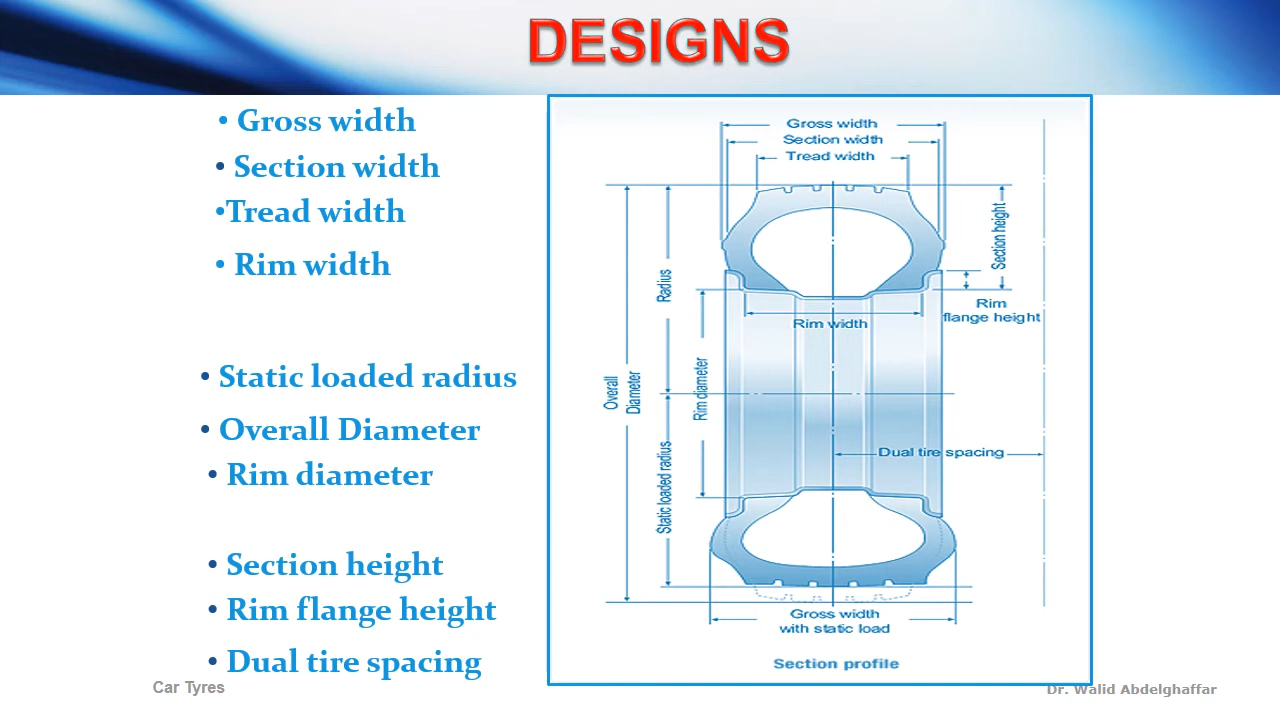 DESIGNS
• Gross width
• Section width
•Tread width
• Rim width
• Static loaded radius
• Overall Diameter
• Rim diameter
• Section height
• Rim flange height
• Dual tire spacing
Gross width
Section width
Tread width
Section height
Radius
Rim
flange height
Rim width
Overall
Diameter
Rim diameter
Dual tire spacing
Static loaded radius
Gross width
with static load
Section profile
Car Tyres
Dr. Walid Abdelghaffar